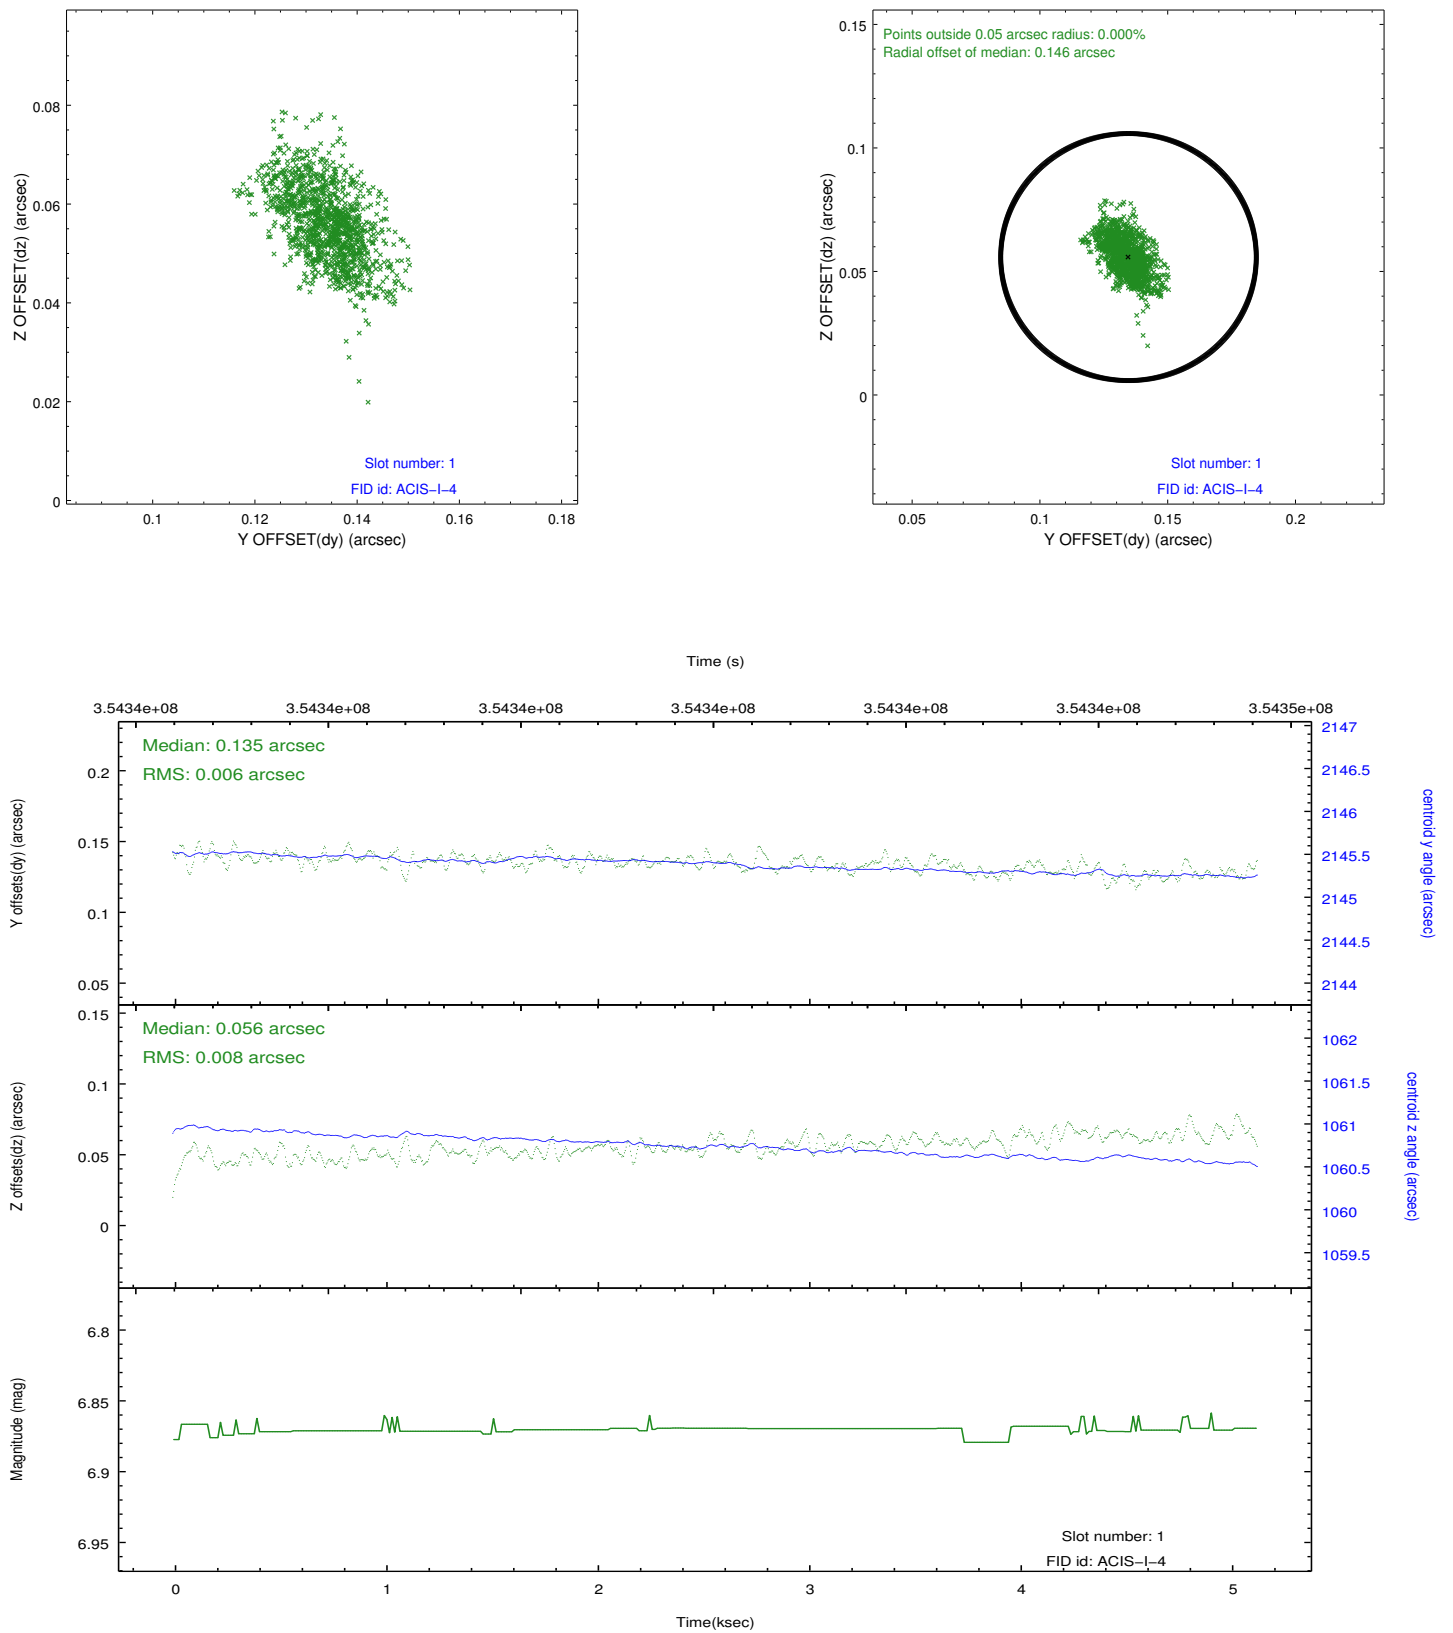 0.08
0.06
0.04
0.02
0
Z OFFSET(dz) (arcsec)
0.1
0.12
0.14
0.16
0.18
Y OFFSET(dy) (arcsec)
Slot number: 1
FID id: ACIS−I−4
Points outside 0.05 arcsec radius: 0.000%
Radial offset of median: 0.146 arcsec
0.15
0.1
0.05
0
Z OFFSET(dz) (arcsec)
0.05
0.1
0.15
0.2
Y OFFSET(dy) (arcsec)
Slot number: 1
FID id: ACIS−I−4
Time (s)
3.5434e+08
3.5434e+08
3.5434e+08
3.5434e+08
3.5434e+08
3.5434e+08
3.5435e+08
Median: 0.135 arcsec
RMS: 0.006 arcsec
0.2
0.15
0.1
0.05
Y offsets(dy) (arcsec)
2147
2146.5
2146
2145.5
2145
2144.5
2144
centroid y angle (arcsec)
Median: 0.056 arcsec
RMS: 0.008 arcsec
0.15
0.1
0.05
0
Z offsets(dz) (arcsec)
1062
1061.5
1061
1060.5
1060
1059.5
centroid z angle (arcsec)
6.8
6.85
6.9
6.95
Magnitude (mag)
Slot number: 1
FID id: ACIS−I−4
0
1
2
3
4
5
Time(ksec)